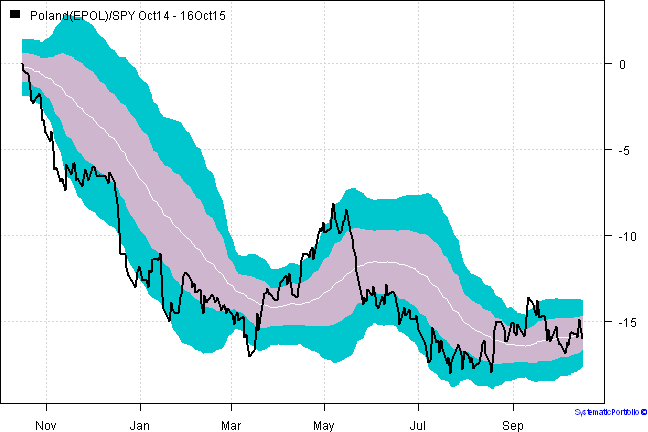 Poland(EPOL)/SPY Oct14 - 16Oct15
0
-5
-10
-15
Nov Jan Mar May Jul Sep
SystematicPortfolio ©